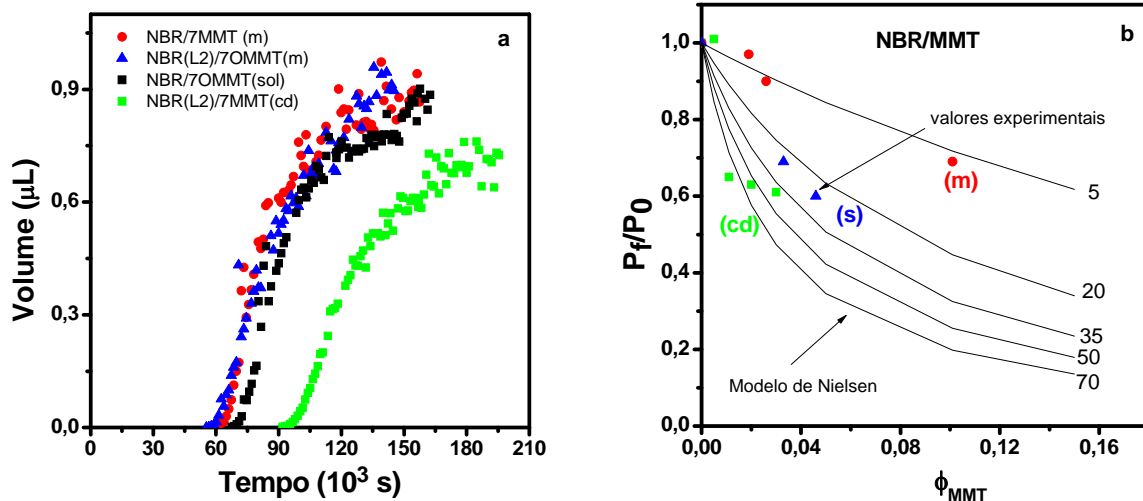 a
NBR/7MMT (m)
NBR(L2)/7OMMT(m)
NBR/7OMMT(sol)
NBR(L2)/7MMT(cd)
Volume (μL)
0,9
0,6
0,3
0,0
0 30 60 90 120 150 180 210
Tempo (10³ s)
b
NBR/MMT
valores experimentais
(m)
(s)
(cd)
5
20
35
50
70
Modelo de Nielsen
Pf/P0
1,0
0,8
0,6
0,4
0,2
0,0
0,00 0,04 0,08 0,12 0,16
ϕMMT